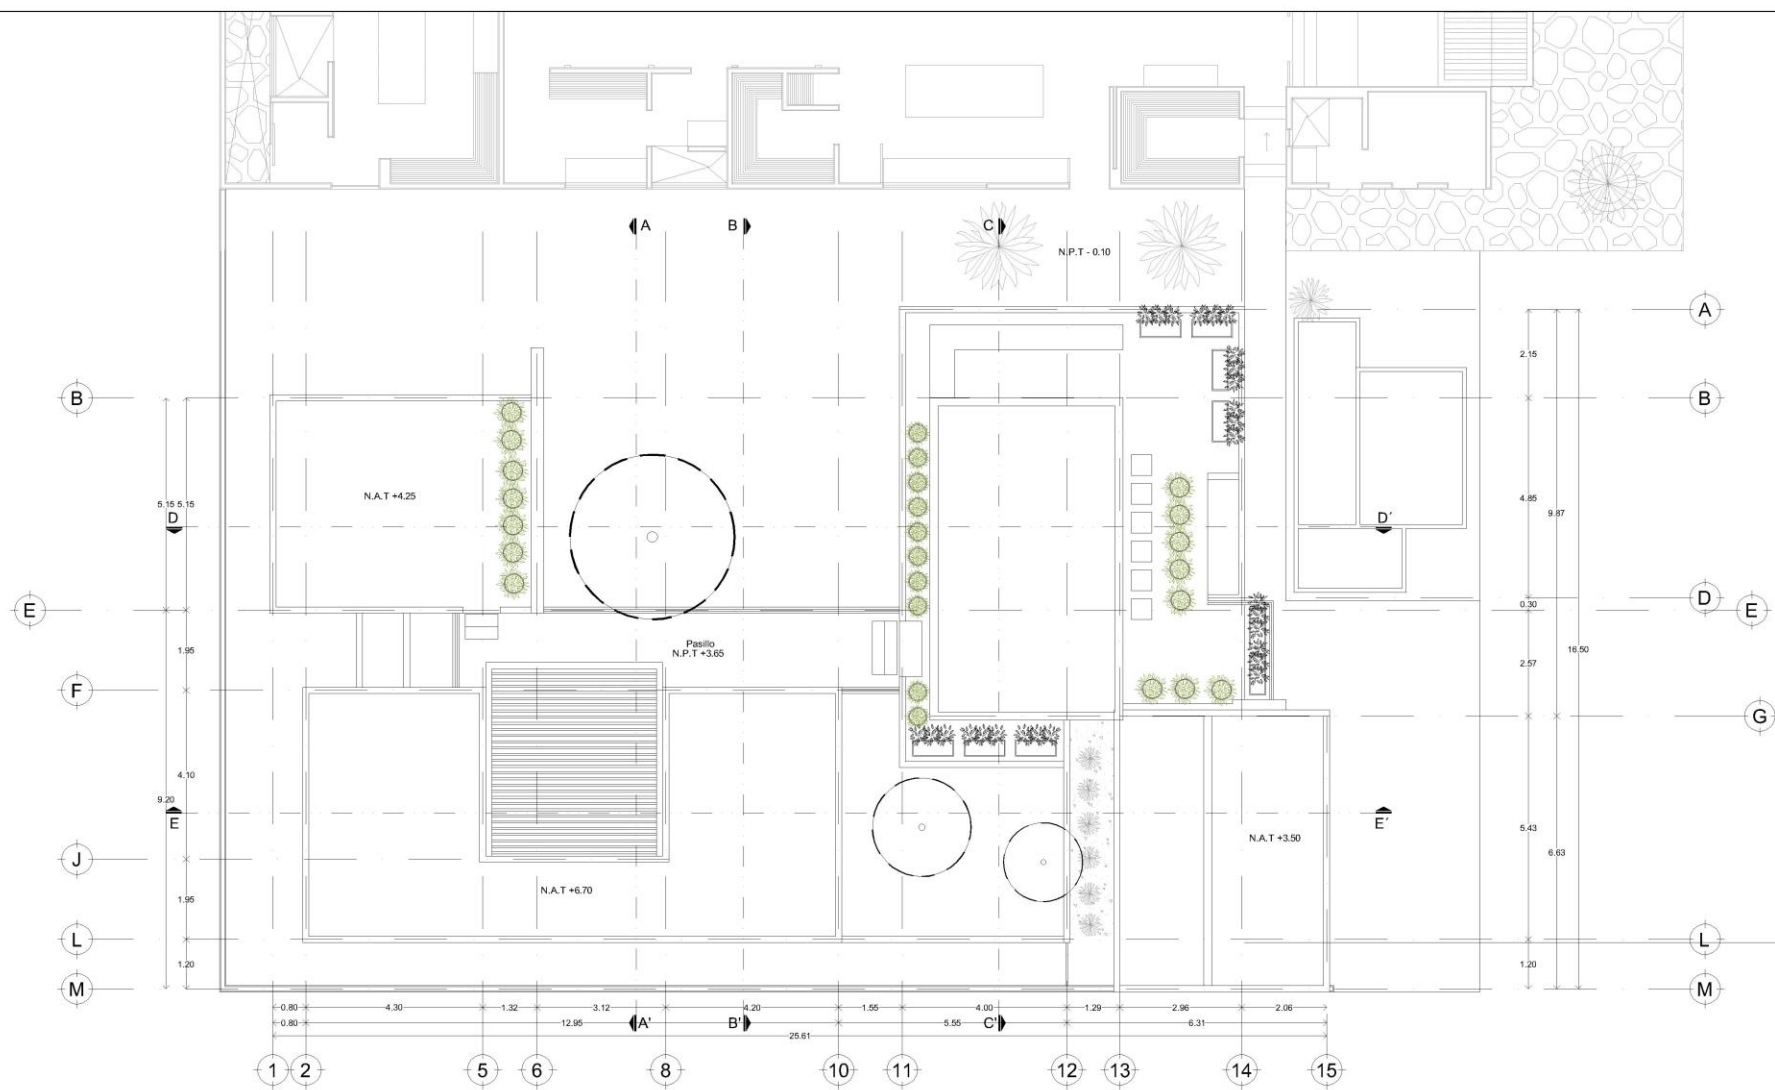 A
B
C
N.P.T - 0.10
A
2.15
B
B
N.A.T +4.25
5.15 5.15
4.85
9.87
D
D´
E
0.30
D
E
Pasillo
N.P.T +3.65
1.95
2.57
16.50
F
G
4.10
9.20
E
E´
5.43
N.A.T +3.50
6.63
J
N.A.T +6.70
1.95
L
L
1.20
1.20
M
M
0.80
4.30
1.32
3.12
4.20
1.55
4.00
1.29
2.96
2.06
0.80
12.95
A'
B'
5.55
C'
6.31
25.61
1
2
5
6
8
10
11
12
13
14
15